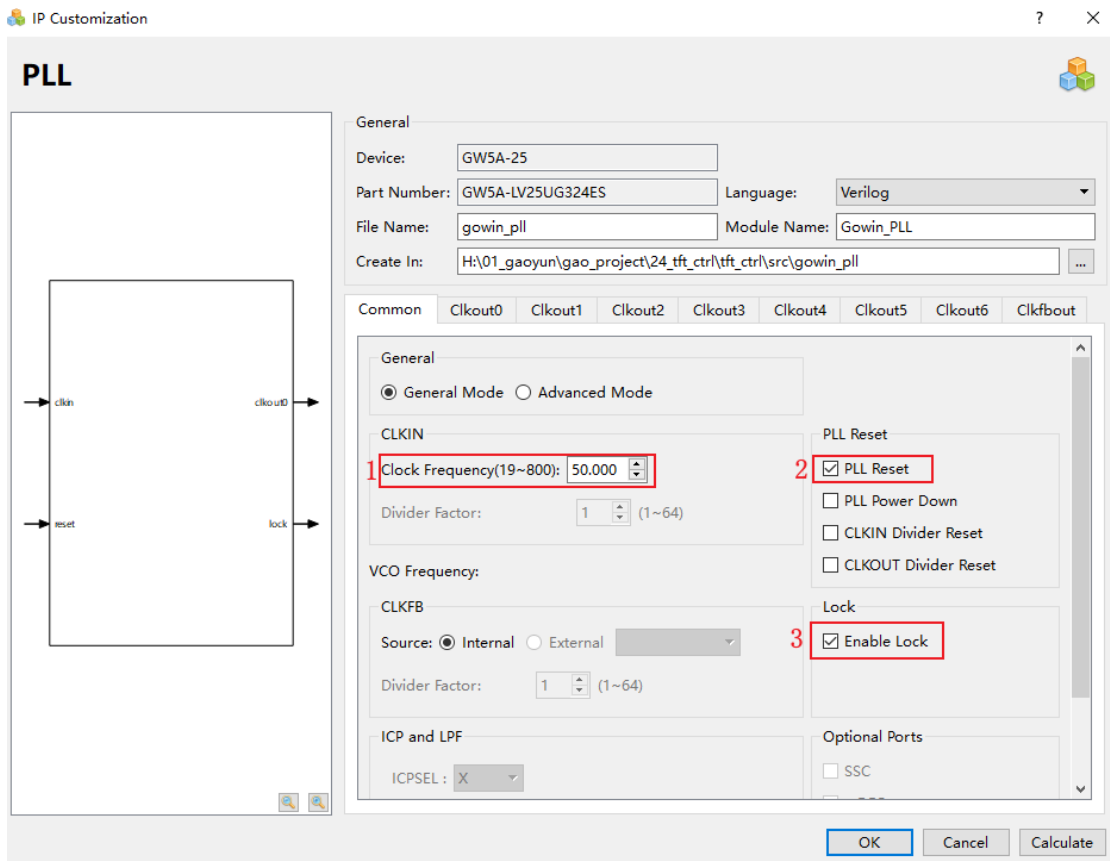 IP Customization
?
PLL
General
Device: GW5A-25
Part Number: GW5A-LV25UG324ES Language: Verilog
File Name: gowin_pll Module Name: Gowin_PLL
Create In: H:\01_gaoyun\gao_project\24_tft_ctrl\tft_ctrl\src\gowin_pll ...
Common Clkout0 Clkout1 Clkout2 Clkout3 Clkout4 Clkout5 Clkout6 Clkfbout
General
General Mode Advanced Mode
CLKIN
1 Clock Frequency(19~800): 50.000
Divider Factor: 1 (1~64)
VCO Frequency:
CLKFB
Source: Internal External
Divider Factor: 1 (1~64)
ICP and LPF
ICPSEL : X
PLL Reset
2 PLL Reset
PLL Power Down
CLKIN Divider Reset
CLKOUT Divider Reset
Lock
3 Enable Lock
Optional Ports
SSC
clkin clkout0
reset lock
OK Cancel Calculate